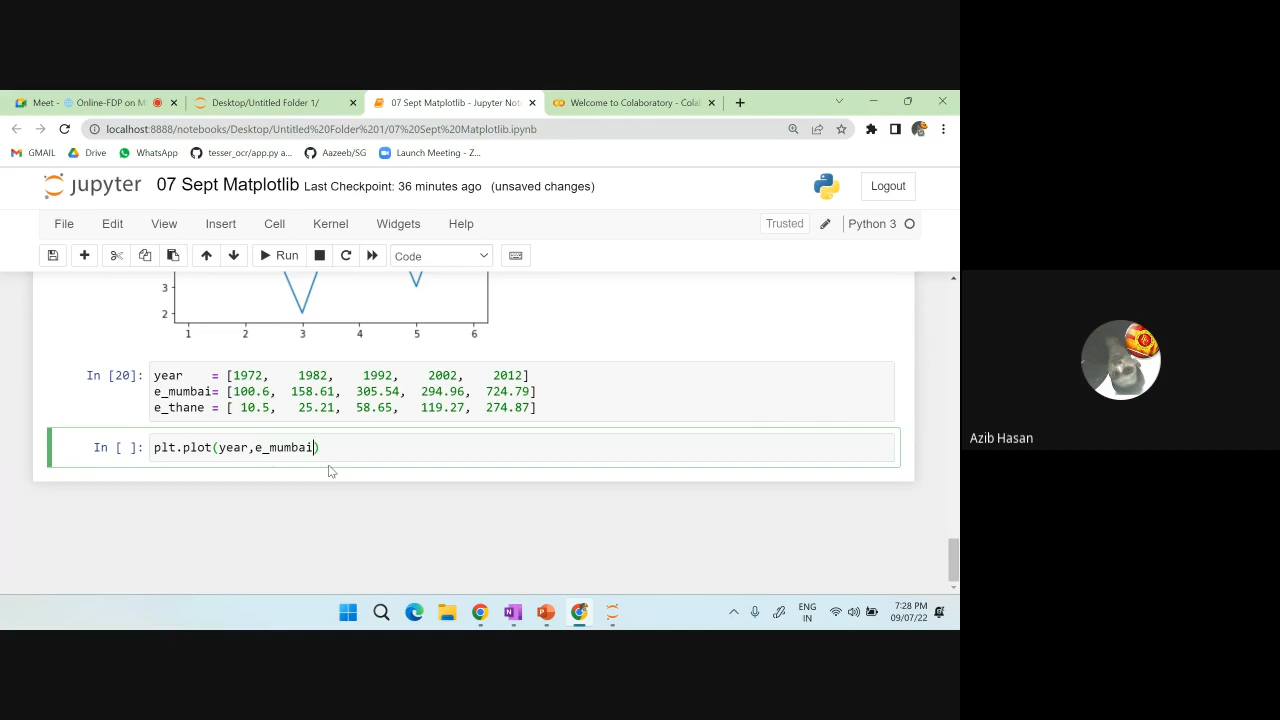 Meet - Online-FDP on M
Desktop/Untitled Folder 1/
07 Sept Matplotlib - Jupyter Not
Welcome to Colaboratory - Cola
localhost:8888/notebooks/Desktop/Untitled%20Folder%201/07%20Sept%20Matplotlib.ipynb
GMAIL
Drive
WhatsApp
tesser_ocr/app.py a...
Aazeeb/SG
Launch Meeting - Z...
jupyter 07 Sept Matplotlib Last Checkpoint: 36 minutes ago (unsaved changes)
Logout
File Edit View Insert Cell Kernel Widgets Help
Trusted
Python 3
Run
Code
3
2
1 2 3 4 5 6
In [20]: year = [1972, 1982, 1992, 2002, 2012]
e_mumbai= [100.6, 158.61, 305.54, 294.96, 724.79]
e_thane = [ 10.5, 25.21, 58.65, 119.27, 274.87]
In [ ]: plt.plot(year,e_mumbai)
Azib Hasan
ENG
IN
7:28 PM
09/07/22